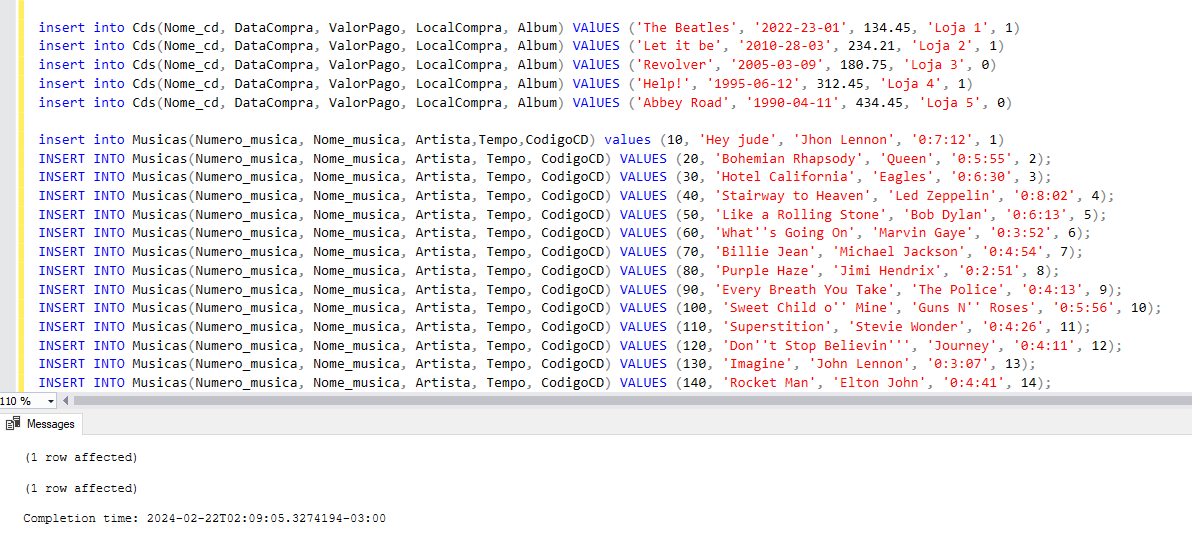 insert into Cds(Nome_cd, DataCompra, ValorPago, LocalCompra, Album) VAlUES ('The Beatles', '2022-23-01', 134.45, 'Loja 1', 1)
insert into Cds(Nome_cd, DataCompra, ValorPago, LocalCompra, Album) VAlUES ('Let it be', '2010-28-03', 234.21, 'Loja 2', 1)
insert into Cds(Nome_cd, DataCompra, ValorPago, LocalCompra, Album) VAlUES ('Revolver', '2005-03-09', 180.75, 'Loja 3', 0)
insert into Cds(Nome_cd, DataCompra, ValorPago, LocalCompra, Album) VAlUES ('Help!', '1995-06-12', 312.45, 'Loja 4', 1)
insert into Cds(Nome_cd, DataCompra, ValorPago, LocalCompra, Album) VAlUES ('Abbey Road', '1990-04-11', 434.45, 'Loja 5', 0)
insert into Musicas(Numero_musica, Nome_musica, Artista,Tempo,CodigoCD) values (10, 'Hey jude', 'Jhon Lennon', '0:7:12', 1)
INSERT INTO Musicas(Numero_musica, Nome_musica, Artista, Tempo, CodigoCD) VALUES (20, 'Bohemian Rhapsody', 'Queen', '0:5:55', 2);
INSERT INTO Musicas(Numero_musica, Nome_musica, Artista, Tempo, CodigoCD) VALUES (30, 'Hotel California', 'Eagles', '0:6:30', 3);
INSERT INTO Musicas(Numero_musica, Nome_musica, Artista, Tempo, CodigoCD) VALUES (40, 'Stairway to Heaven', 'Led Zeppelin', '0:8:02', 4);
INSERT INTO Musicas(Numero_musica, Nome_musica, Artista, Tempo, CodigoCD) VALUES (50, 'Like a Rolling Stone', 'Bob Dylan', '0:6:13', 5);
INSERT INTO Musicas(Numero_musica, Nome_musica, Artista, Tempo, CodigoCD) VALUES (60, 'What''s Going On', 'Marvin Gaye', '0:3:52', 6);
INSERT INTO Musicas(Numero_musica, Nome_musica, Artista, Tempo, CodigoCD) VALUES (70, 'Billie Jean', 'Michael Jackson', '0:4:54', 7);
INSERT INTO Musicas(Numero_musica, Nome_musica, Artista, Tempo, CodigoCD) VALUES (80, 'Purple Haze', 'Jimi Hendrix', '0:2:51', 8);
INSERT INTO Musicas(Numero_musica, Nome_musica, Artista, Tempo, CodigoCD) VALUES (90, 'Every Breath You Take', 'The Police', '0:4:13', 9);
INSERT INTO Musicas(Numero_musica, Nome_musica, Artista, Tempo, CodigoCD) VALUES (100, 'Sweet Child o'' Mine', 'Guns N'' Roses', '0:5:56', 10);
INSERT INTO Musicas(Numero_musica, Nome_musica, Artista, Tempo, CodigoCD) VALUES (110, 'Superstition', 'Stevie Wonder', '0:4:26', 11);
INSERT INTO Musicas(Numero_musica, Nome_musica, Artista, Tempo, CodigoCD) VALUES (120, 'Don''t Stop Believin''', 'Journey', '0:4:11', 12);
INSERT INTO Musicas(Numero_musica, Nome_musica, Artista, Tempo, CodigoCD) VALUES (130, 'Imagine', 'John Lennon', '0:3:07', 13);
INSERT INTO Musicas(Numero_musica, Nome_musica, Artista, Tempo, CodigoCD) VALUES (140, 'Rocket Man', 'Elton John', '0:4:41', 14);
110 %
Messages
(1 row affected)
(1 row affected)
Completion time: 2024-02-22T02:09:05.3274194-03:00